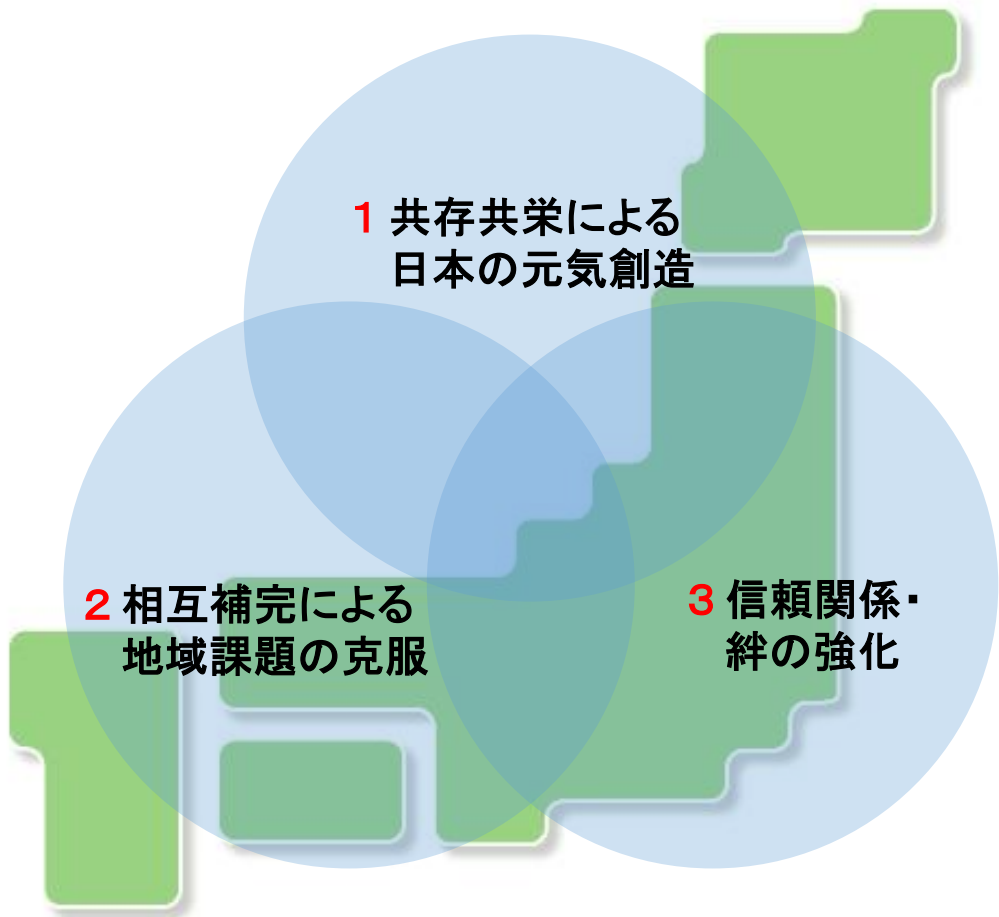 1 共存共栄による
日本の元気創造
2 相互補完による
地域課題の克服
3 信頼関係・
絆の強化